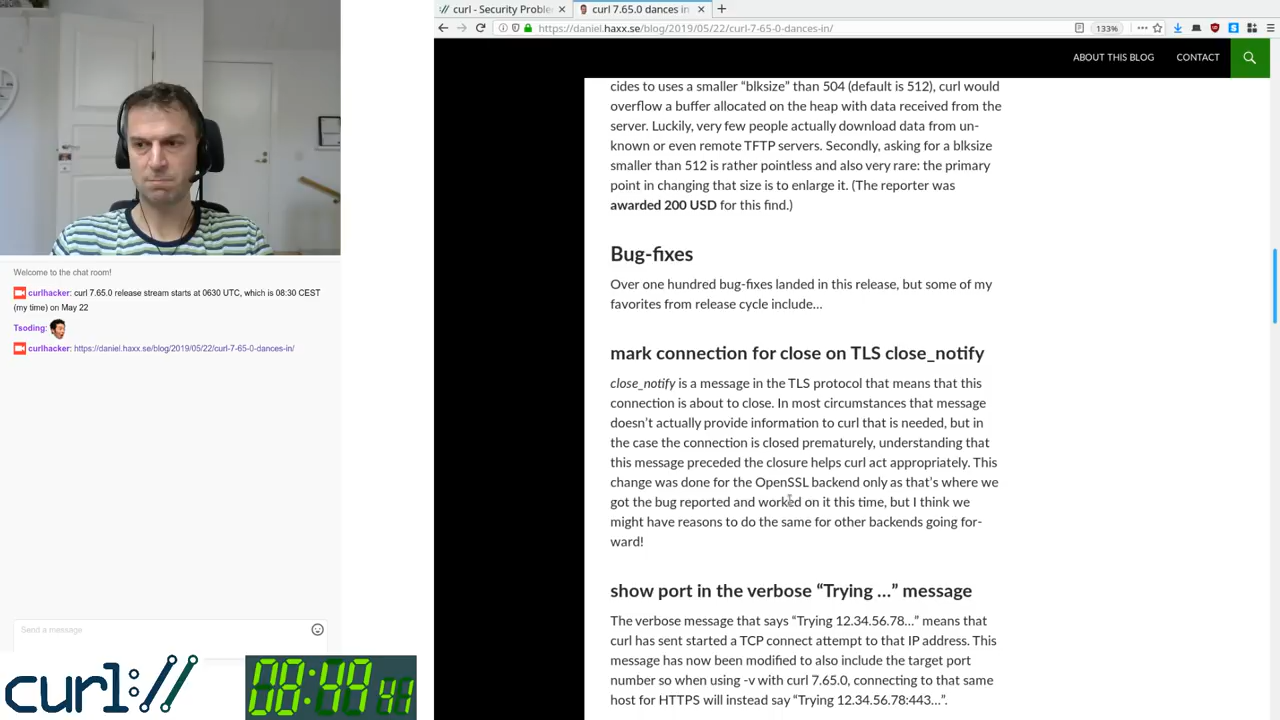 curl - Security Proble
curl 7.65.0 dances in
https://daniel.haxx.se/blog/2019/05/22/curl-7-65-0-dances-in/
133%
ABOUT THIS BLOG
CONTACT
cides to uses a smaller “blksize” than 504 (default is 512), curl would
overflow a buffer allocated on the heap with data received from the
server. Luckily, very few people actually download data from un-
known or even remote TFTP servers. Secondly, asking for a blksize
smaller than 512 is rather pointless and also very rare: the primary
point in changing that size is to enlarge it. (The reporter was
awarded 200 USD for this find.)
Bug-fixes
Over one hundred bug-fixes landed in this release, but some of my
favorites from release cycle include…
mark connection for close on TLS close_notify
close_notify is a message in the TLS protocol that means that this
connection is about to close. In most circumstances that message
doesn’t actually provide information to curl that is needed, but in
the case the connection is closed prematurely, understanding that
this message preceded the closure helps curl act appropriately. This
change was done for the OpenSSL backend only as that’s where we
got the bug reported and worked on it this time, but I think we
might have reasons to do the same for other backends going for-
ward!
show port in the verbose “Trying …” message
The verbose message that says “Trying 12.34.56.78…” means that
curl has sent started a TCP connect attempt to that IP address. This
message has now been modified to also include the target port
number so when using -v with curl 7.65.0, connecting to that same
host for HTTPS will instead say “Trying 12.34.56.78:443…”.
Welcome to the chat room!
curlhacker: curl 7.65.0 release stream starts at 0630 UTC, which is 08:30 CEST
(my time) on May 22
Tsoding:
curlhacker: https://daniel.haxx.se/blog/2019/05/22/curl-7-65-0-dances-in/
Send a message
curl://